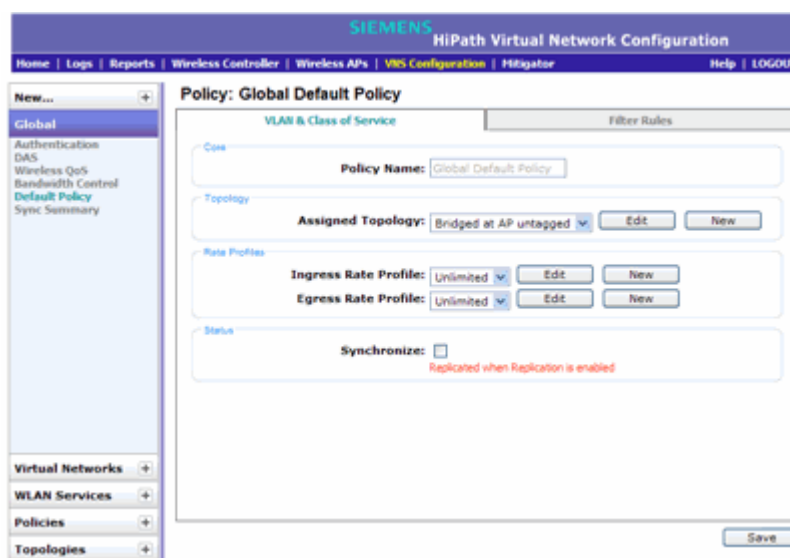 SIEMENS
HiPath Virtual Network Configuration
Home | Logs | Reports | Wireless Controller | Wireless APs | VNS Configuration | Mitigator Help | LOGOU
New... +
Global
Authentication
DAS
Wireless QoS
Bandwidth Control
Default Policy
Sync Summary
Virtual Networks +
WLAN Services +
Policies +
Topologies +
Policy: Global Default Policy
VLAN & Class of Service Filter Rules
Core
Policy Name: Global Default Policy
Topology
Assigned Topology: Bridged at AP untagged Edit New
Rate Profiles
Ingress Rate Profile: Unlimited Edit New
Egress Rate Profile: Unlimited Edit New
Status
Synchronize:
Replicated when Replication is enabled
Save